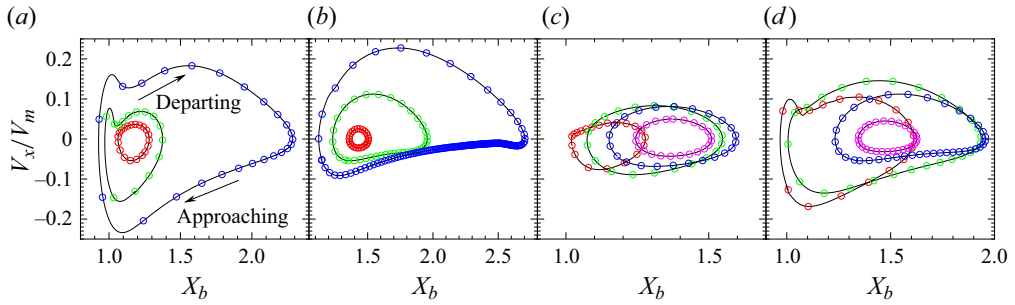 (a) (b) (c) (d)
0.2
0.1
0
−0.1
−0.2
V_x/V_m
Departing
Approaching
1.0 1.5 2.0 1.5 2.0 2.5 1.0 1.5 1.0 1.5 2.0
X_b X_b X_b X_b